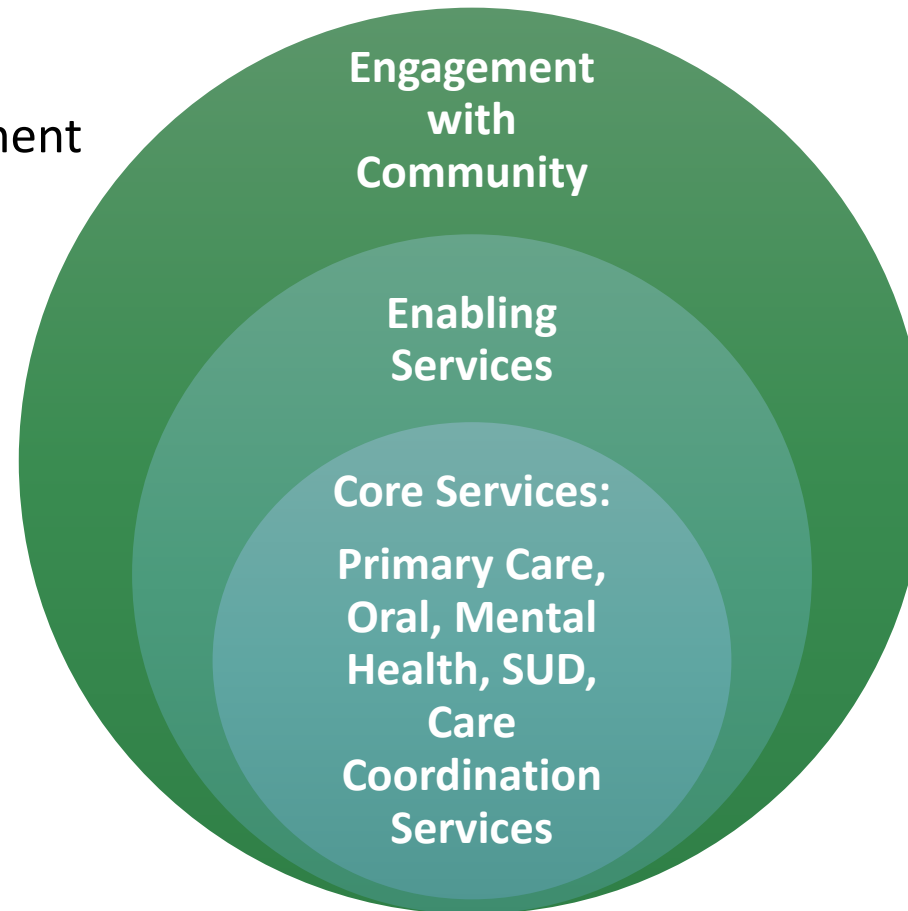 Engagement
with
Community
ment
Enabling
Services
Core Services:
Primary Care,
Oral, Mental
Health, SUD,
Care
Coordination
Services